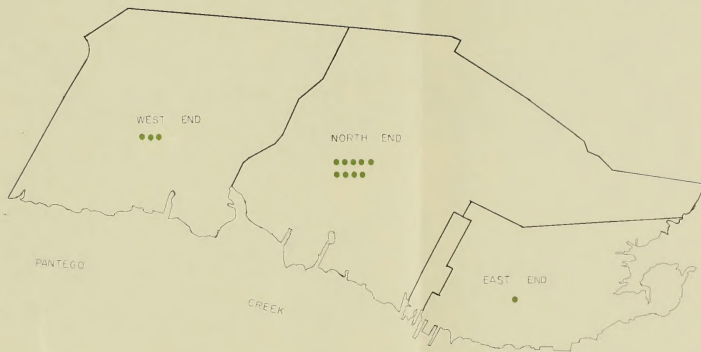 WEST END
NORTH END
EAST END
PANTEGO
CREEK